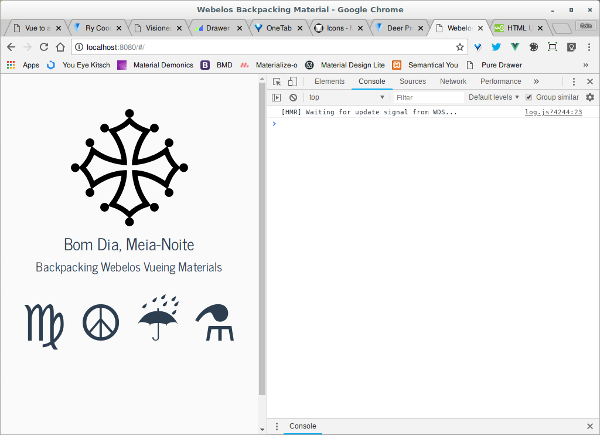 Webelos Backpacking Material - Google Chrome
Vue to a
Ry Cood
Visione
Drawer
OneTab
Icons -
Deer Pr
Webelos
HTML
localhost:8080/#/
Apps You Eye Kitsch Material Demonics BMD Materialize-o Material Design Lite Semantical You Pure Drawer
Elements Console Sources Network Performance
top Filter Default levels Group similar
[HMR] Waiting for update signal from WDS... log.js?4244:23
Bom Dia, Meia-Noite
Backpacking Webelos Vueing Materials
Console